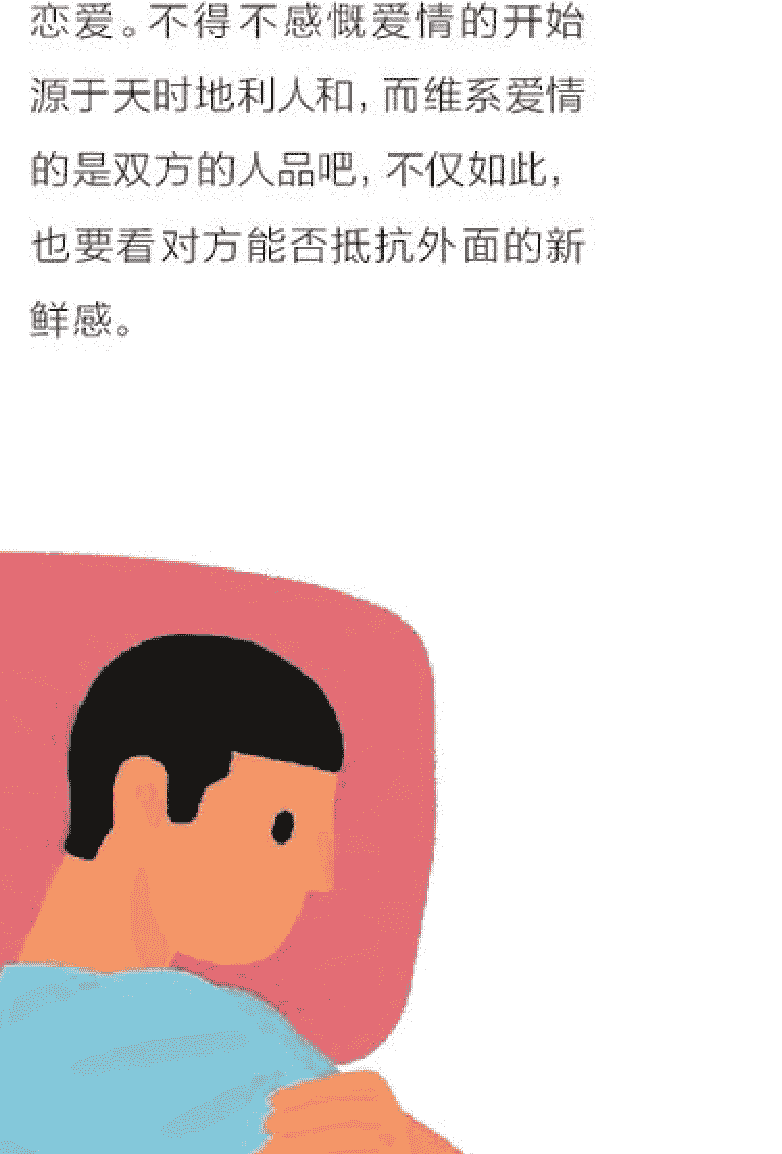 恋爱。不得不感慨爱情的开始
源于天时地利人和，而维系爱情
的是双方的人品吧，不仅如此，
也要看对方能否抵抗外面的新
鲜感。